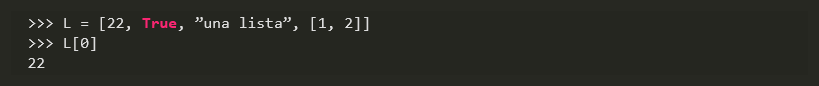 >>> L = [22, True, ”una lista”, [1, 2]]
>>> L[0]
22